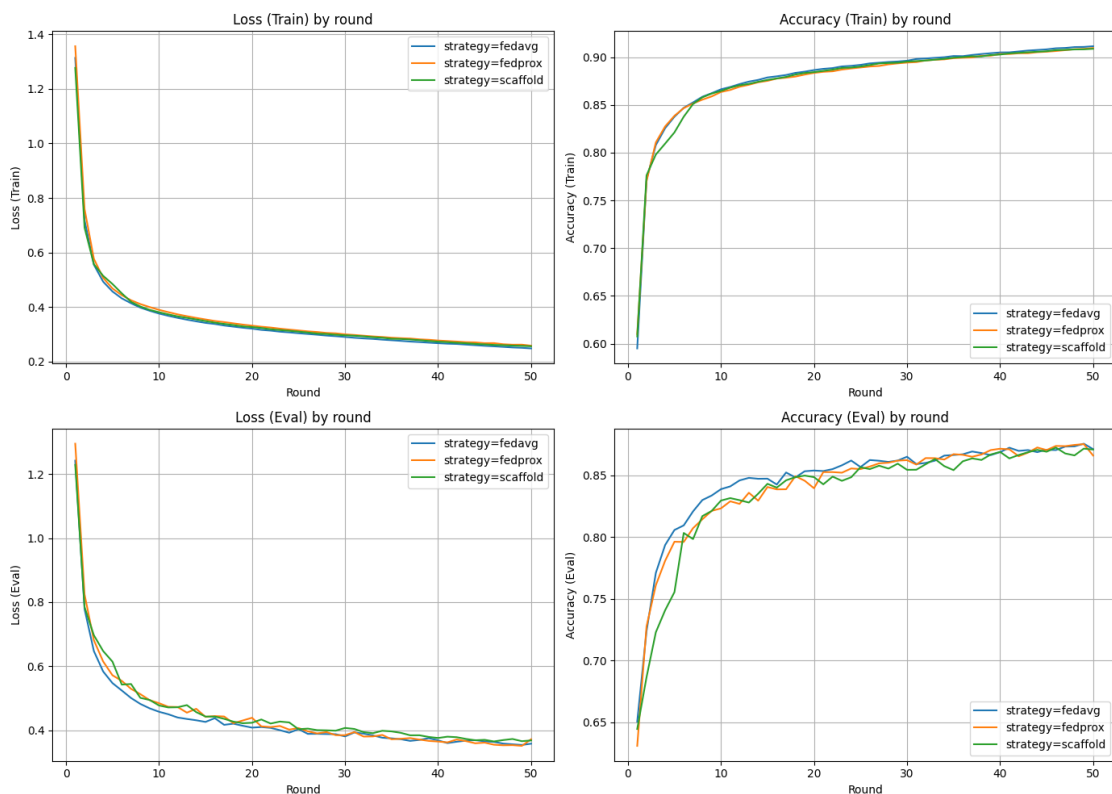 Loss (Train) by round
1.4
1.2
1.0
0.8
0.6
0.4
0.2
Loss (Train)
strategy=fedavg
strategy=fedprox
strategy=scaffold
0 10 20 30 40 50
Round
Accuracy (Train) by round
0.90
0.85
0.80
0.75
0.70
0.65
0.60
Accuracy (Train)
strategy=fedavg
strategy=fedprox
strategy=scaffold
0 10 20 30 40 50
Round
Loss (Eval) by round
1.2
1.0
0.8
0.6
0.4
Loss (Eval)
strategy=fedavg
strategy=fedprox
strategy=scaffold
0 10 20 30 40 50
Round
Accuracy (Eval) by round
0.85
0.80
0.75
0.70
0.65
Accuracy (Eval)
strategy=fedavg
strategy=fedprox
strategy=scaffold
0 10 20 30 40 50
Round